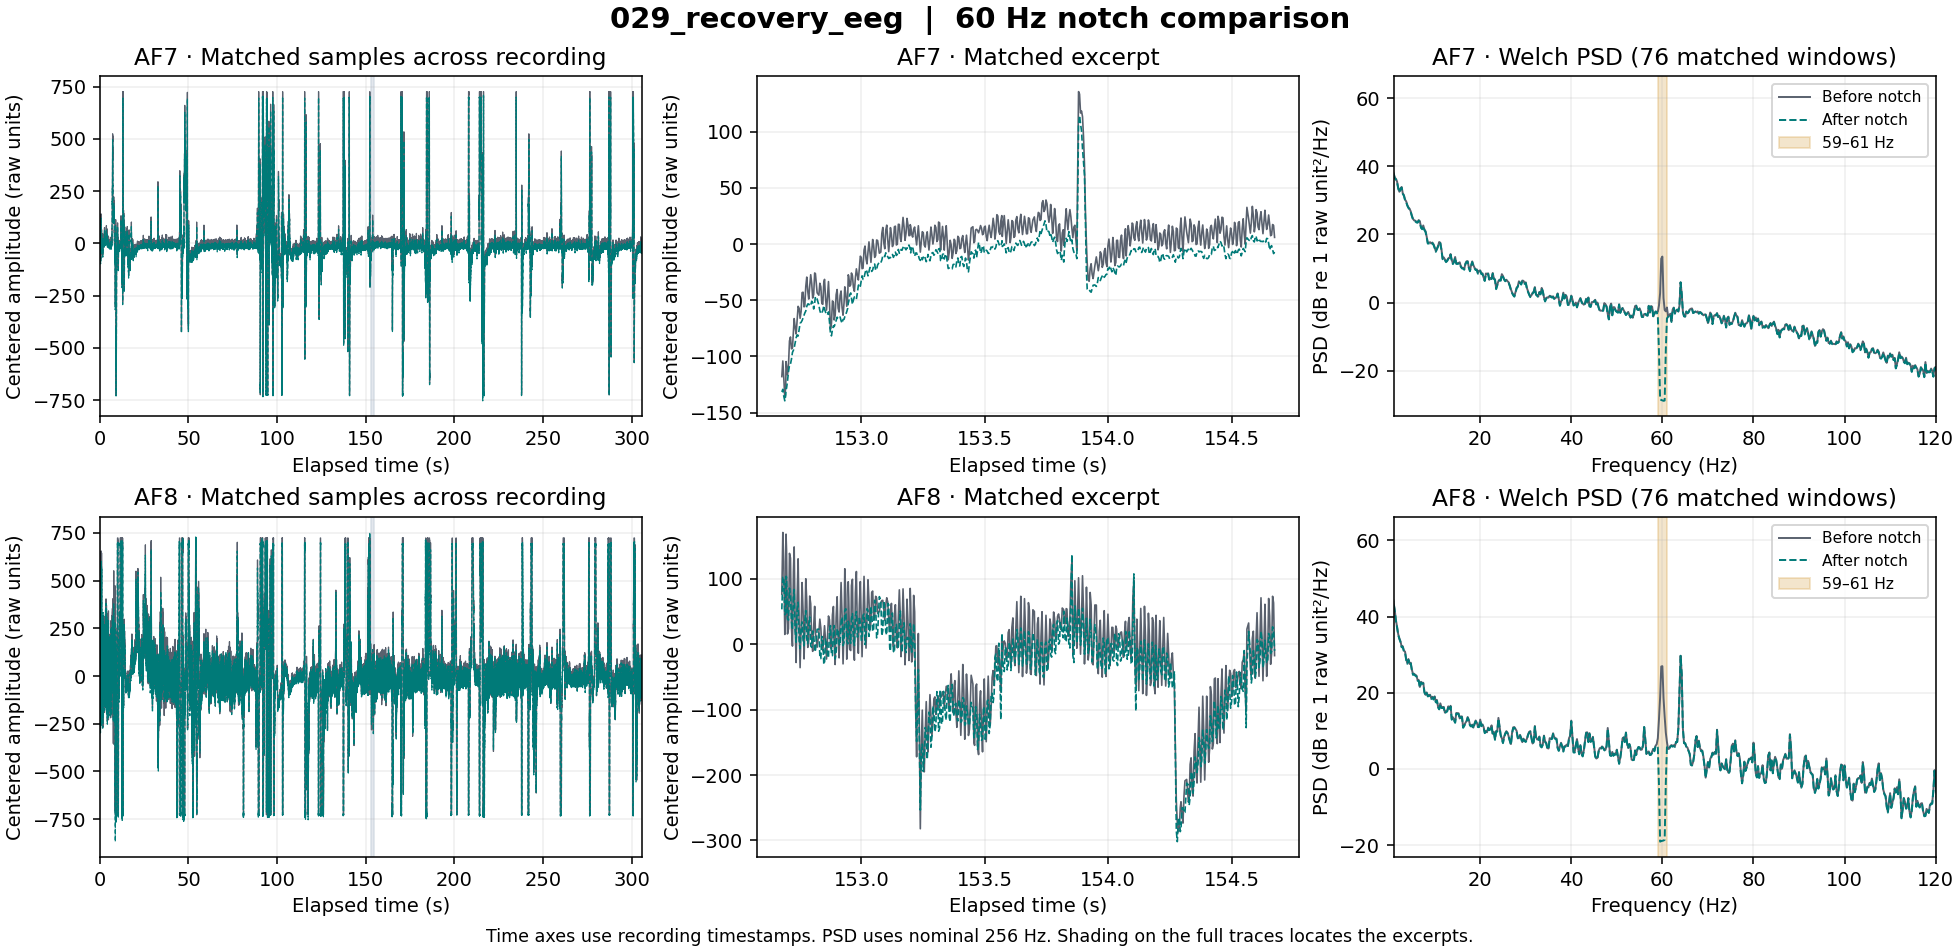 029_recovery_eeg | 60 Hz notch comparison
AF7 · Matched samples across recording
Centered amplitude (raw units)
750
500
250
0
−250
−500
−750
0 50 100 150 200 250 300
Elapsed time (s)
AF7 · Matched excerpt
Centered amplitude (raw units)
100
50
0
−50
−100
−150
153.0 153.5 154.0 154.5
Elapsed time (s)
AF7 · Welch PSD (76 matched windows)
PSD (dB re 1 raw unit²/Hz)
60
40
20
0
−20
Before notch
After notch
59–61 Hz
20 40 60 80 100 120
Frequency (Hz)
AF8 · Matched samples across recording
Centered amplitude (raw units)
750
500
250
0
−250
−500
−750
0 50 100 150 200 250 300
Elapsed time (s)
AF8 · Matched excerpt
Centered amplitude (raw units)
100
0
−100
−200
−300
153.0 153.5 154.0 154.5
Elapsed time (s)
AF8 · Welch PSD (76 matched windows)
PSD (dB re 1 raw unit²/Hz)
60
40
20
0
−20
Before notch
After notch
59–61 Hz
20 40 60 80 100 120
Frequency (Hz)
Time axes use recording timestamps. PSD uses nominal 256 Hz. Shading on the full traces locates the excerpts.